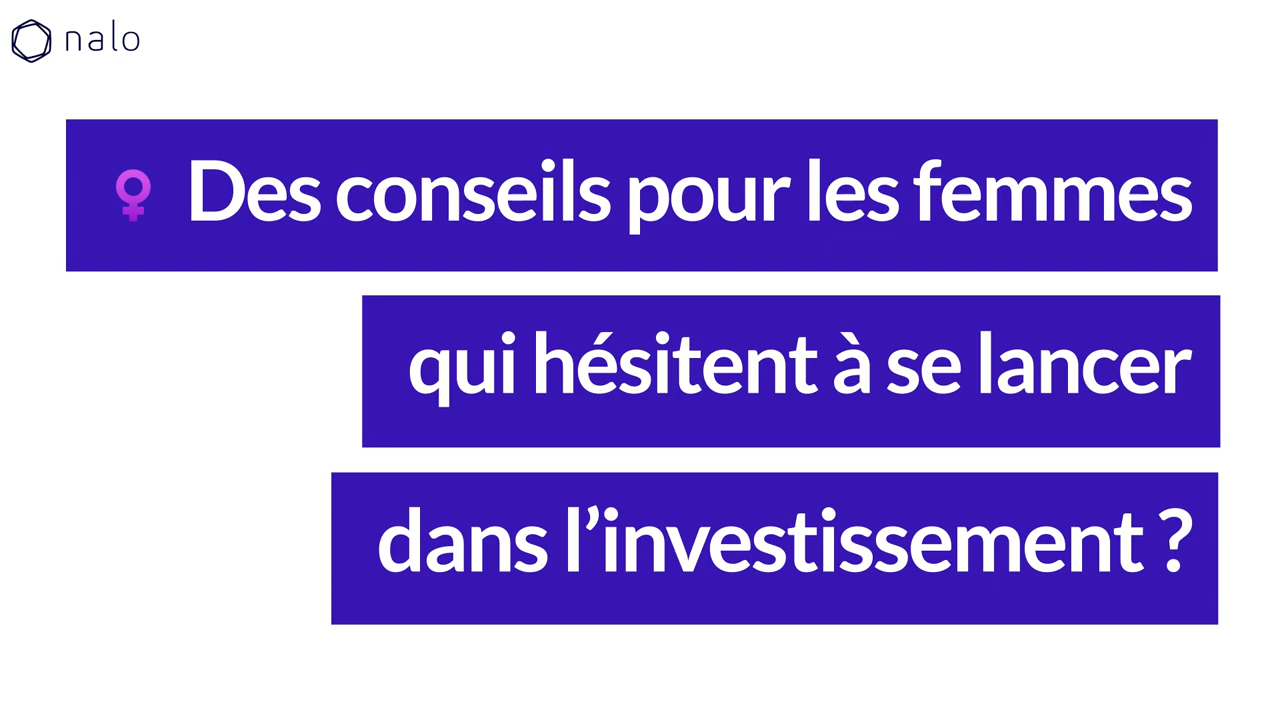 nalo
♀ Des conseils pour les femmes
qui hésitent à se lancer
dans l’investissement ?